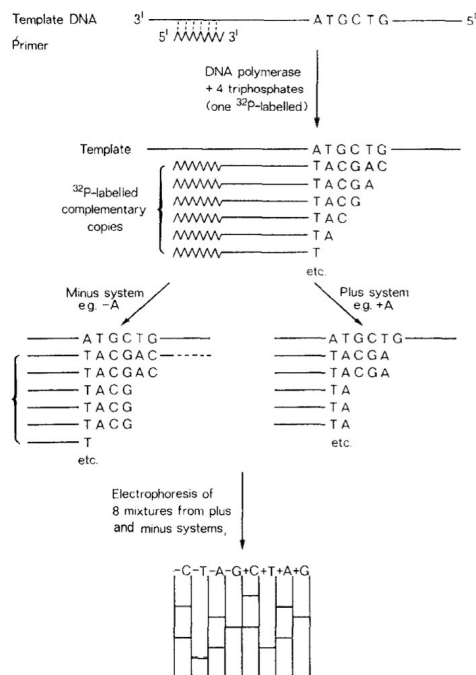 Template DNA 3' ATGCTG 5'
Primer 5' 3'
DNA polymerase
+ 4 triphosphates
(one ³²P-labelled)
Template ATGCTG
³²P-labelled
complementary
copies
TACGAC
TACGA
TACG
TAC
TA
T
etc.
Minus system
e.g. -A
Plus system
e.g. +A
ATGCTG
TACGAC
TACGAC
TACG
TACG
TACG
T
etc.
ATGCTG
TACGA
TACGA
TA
TA
TA
etc.
Electrophoresis of
8 mixtures from plus
and minus systems,
-C-T-A-G+C+T+A+G